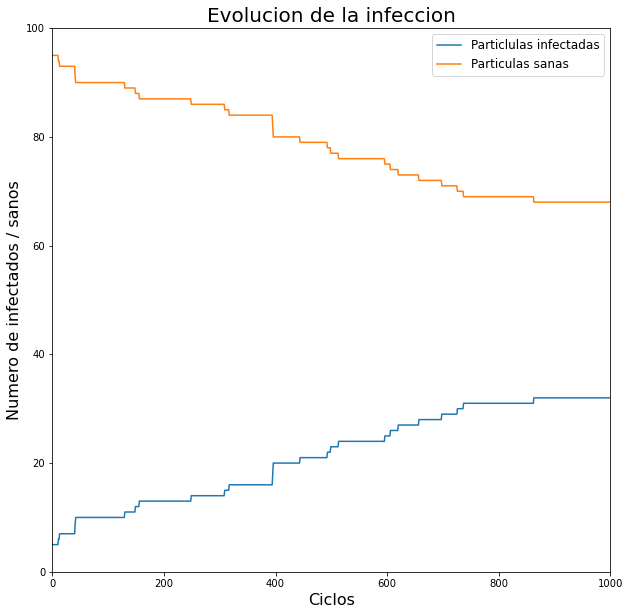 Evolucion de la infeccion
Particlulas infectadas
Particulas sanas
Numero de infectados / sanos
100
80
60
40
20
0
0 200 400 600 800 1000
Ciclos